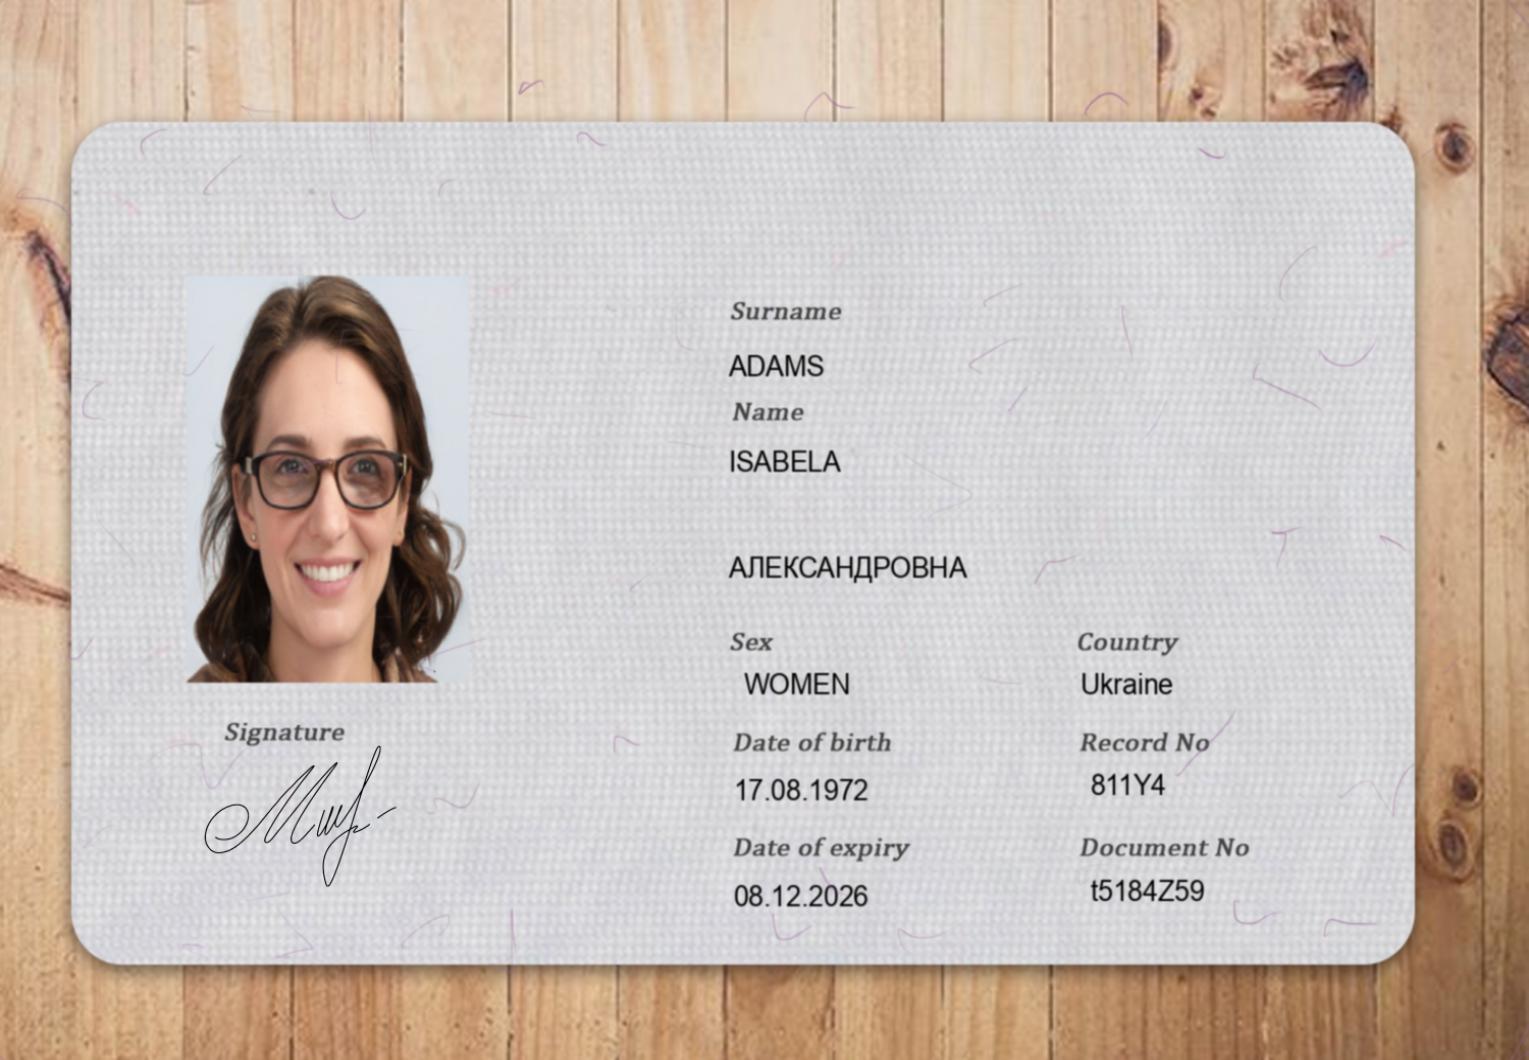 Surname
ADAMS
Name
ISABELA
АЛЕКСАНДРОВНА
Sex
Country
WOMEN
Ukraine
Date of birth
Record No
17.08.1972
811Y4
Date of expiry
Document No
08.12.2026
t5184Z59
Signature